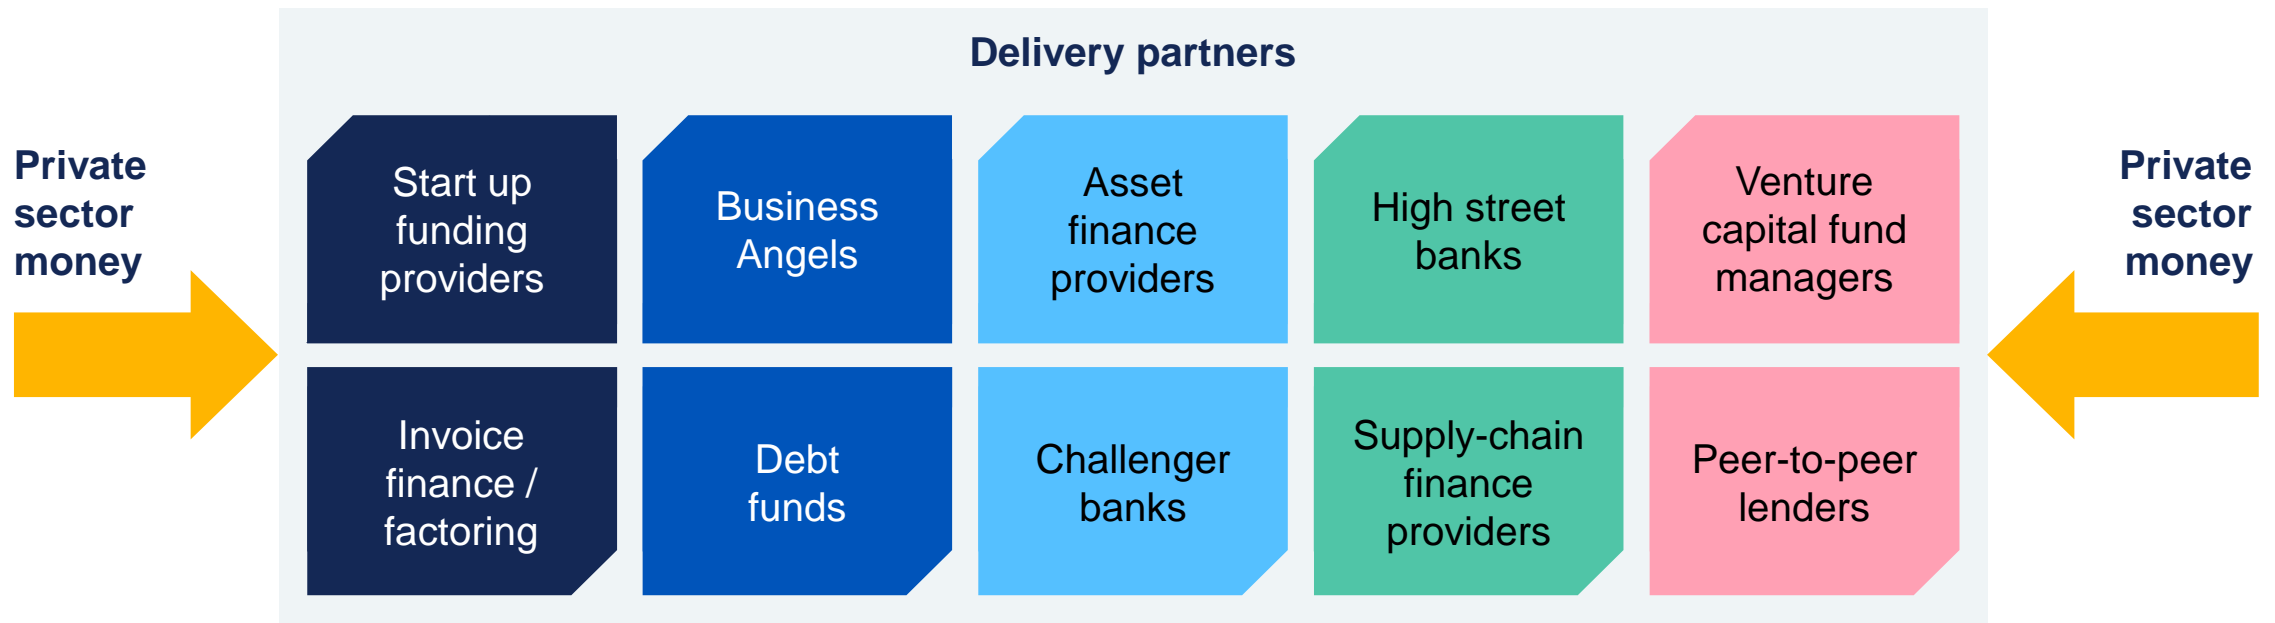 Delivery partners
Private
sector
money
Start up
funding
providers
Business
Angels
Asset
finance
providers
High street
banks
Venture
capital fund
managers
Private
sector
money
Invoice
finance /
factoring
Debt
funds
Challenger
banks
Supply-chain
finance
providers
Peer-to-peer
lenders